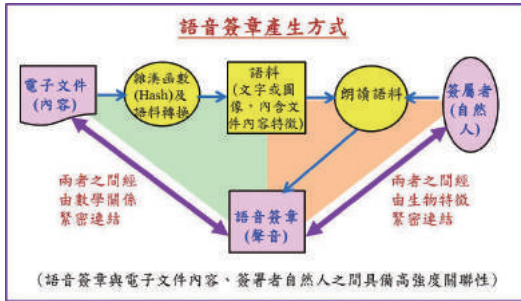 語音簽章產生方式
電子文件
(內容)
雜湊函數
(Hash)及
語料轉換
語料
(文字或圖
像，內含文
件內容特徵)
朗讀語料
簽屬者
(自然
人)
兩者之間經
由數學關係
緊密連結
語音簽章
(聲音)
兩者之間經
由生物特徵
緊密連結
(語音簽章與電子文件內容、簽署者自然人之間具備高強度關聯性)